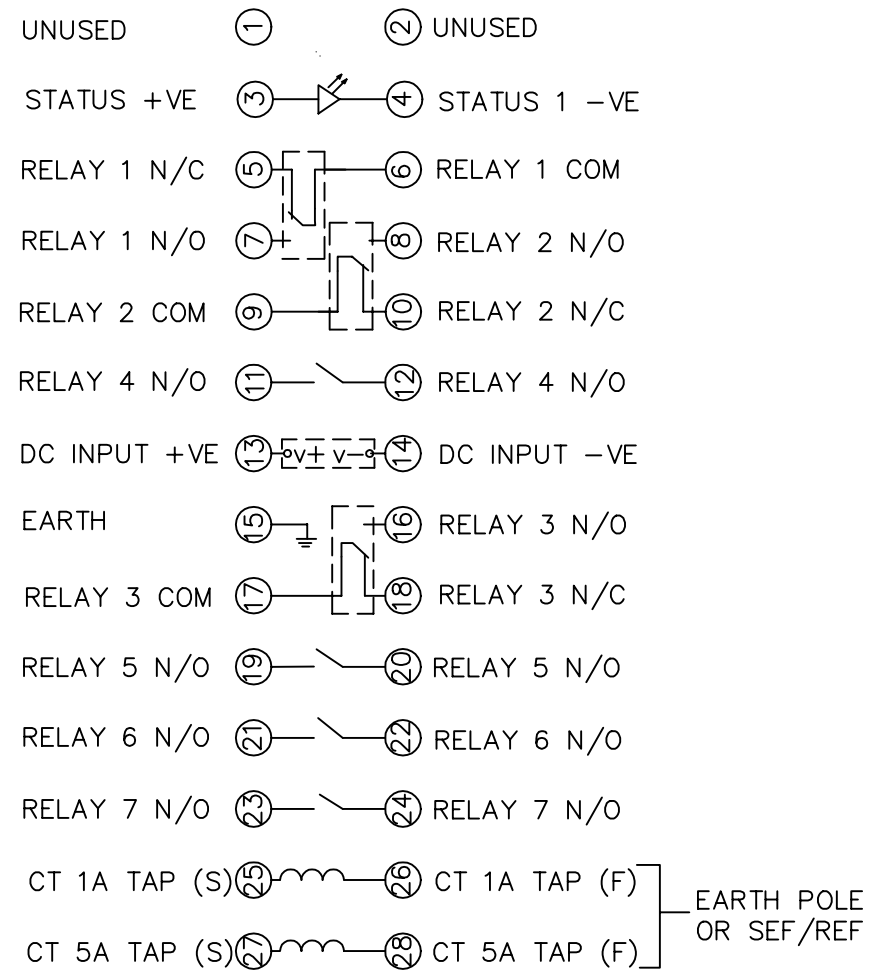 UNUSED 1 2 UNUSED
STATUS +VE 3 4 STATUS 1 -VE
RELAY 1 N/C 5 6 RELAY 1 COM
RELAY 1 N/O 7 8 RELAY 2 N/O
RELAY 2 COM 9 10 RELAY 2 N/C
RELAY 4 N/O 11 12 RELAY 4 N/O
DC INPUT +VE 13 V+ V- 14 DC INPUT -VE
EARTH 15 16 RELAY 3 N/O
RELAY 3 COM 17 18 RELAY 3 N/C
RELAY 5 N/O 19 20 RELAY 5 N/O
RELAY 6 N/O 21 22 RELAY 6 N/O
RELAY 7 N/O 23 24 RELAY 7 N/O
CT 1A TAP (S) 25 26 CT 1A TAP (F)
CT 5A TAP (S) 27 28 CT 5A TAP (F)
EARTH POLE
OR SEF/REF